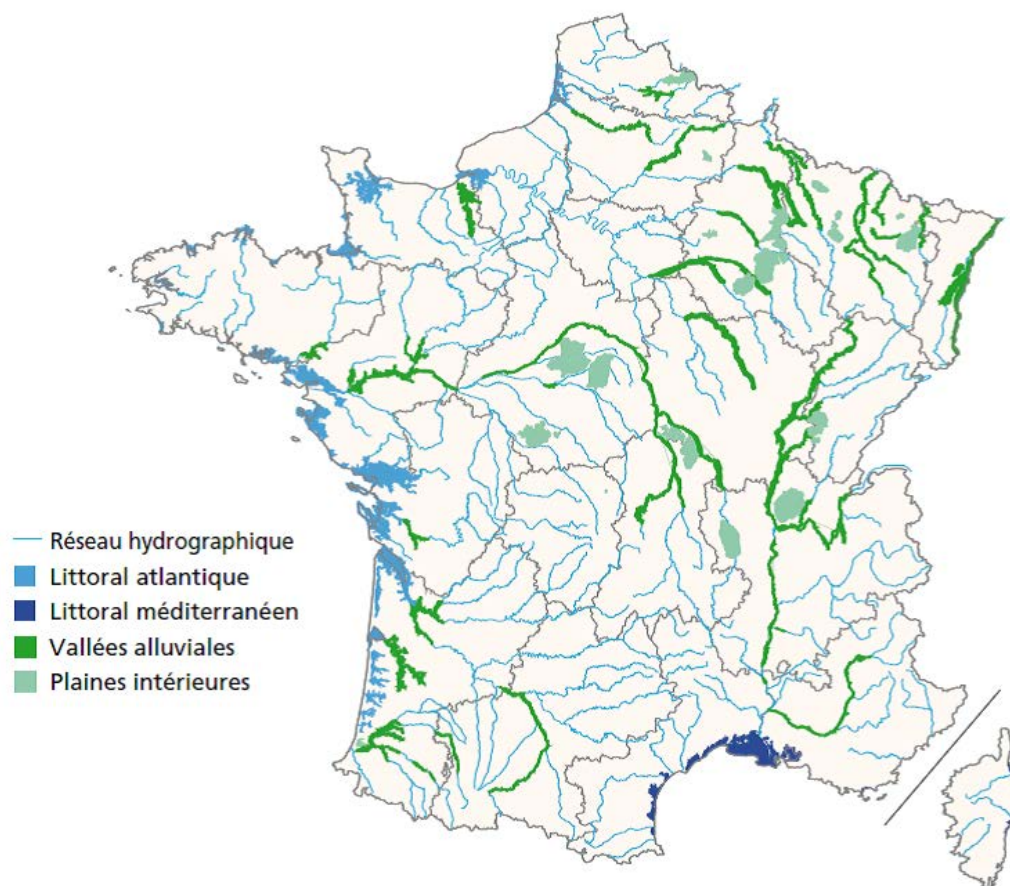 Réseau hydrographique
Littoral atlantique
Littoral méditerranéen
Vallées alluviales
Plaines intérieures